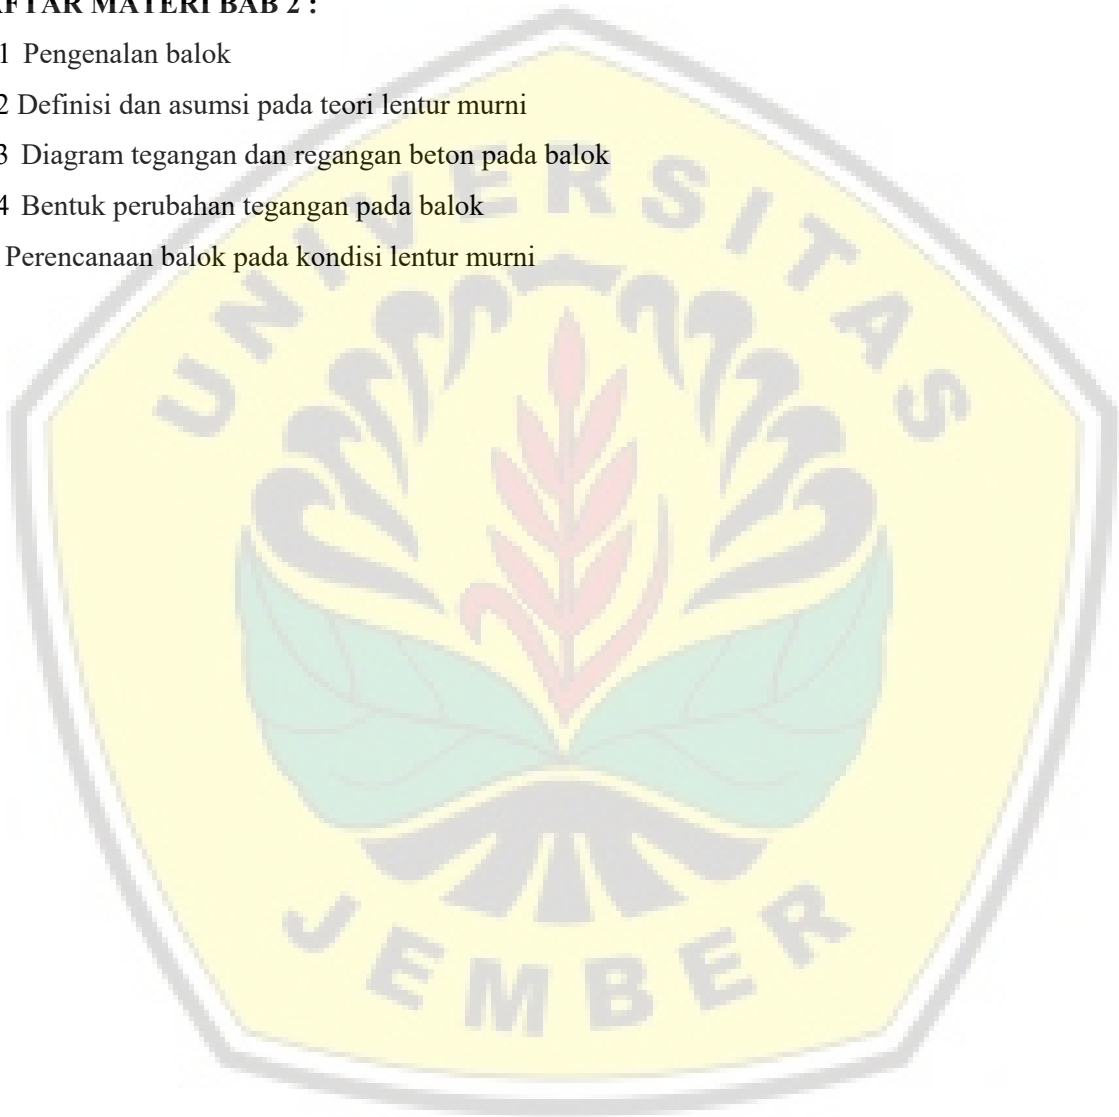 AFTAR MATERI BAB 2 :
1 Pengenalan balok
2 Definisi dan asumsi pada teori lentur murni
3 Diagram tegangan dan regangan beton pada balok
4 Bentuk perubahan tegangan pada balok
Perencanaan balok pada kondisi lentur murni
UNIVERSITAS
JEMBER